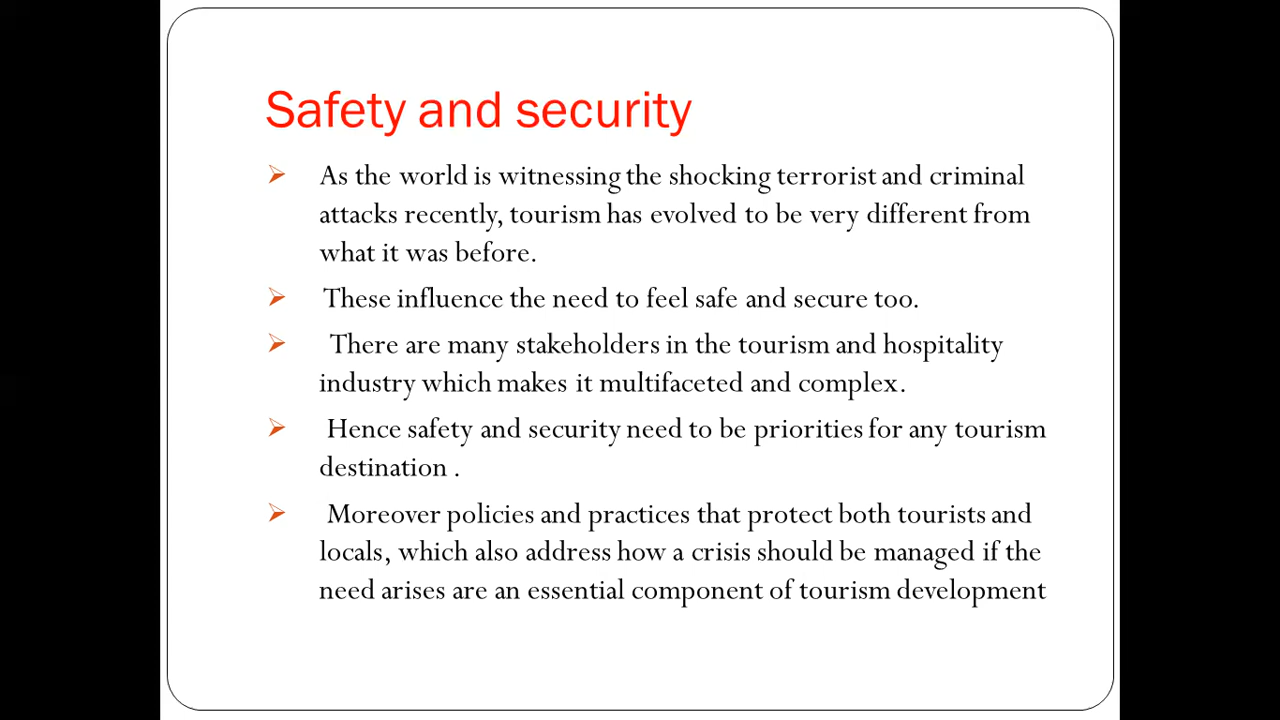 Safety and security
As the world is witnessing the shocking terrorist and criminal
attacks recently, tourism has evolved to be very different from
what it was before.
These influence the need to feel safe and secure too.
There are many stakeholders in the tourism and hospitality
industry which makes it multifaceted and complex.
Hence safety and security need to be priorities for any tourism
destination .
Moreover policies and practices that protect both tourists and
locals, which also address how a crisis should be managed if the
need arises are an essential component of tourism development